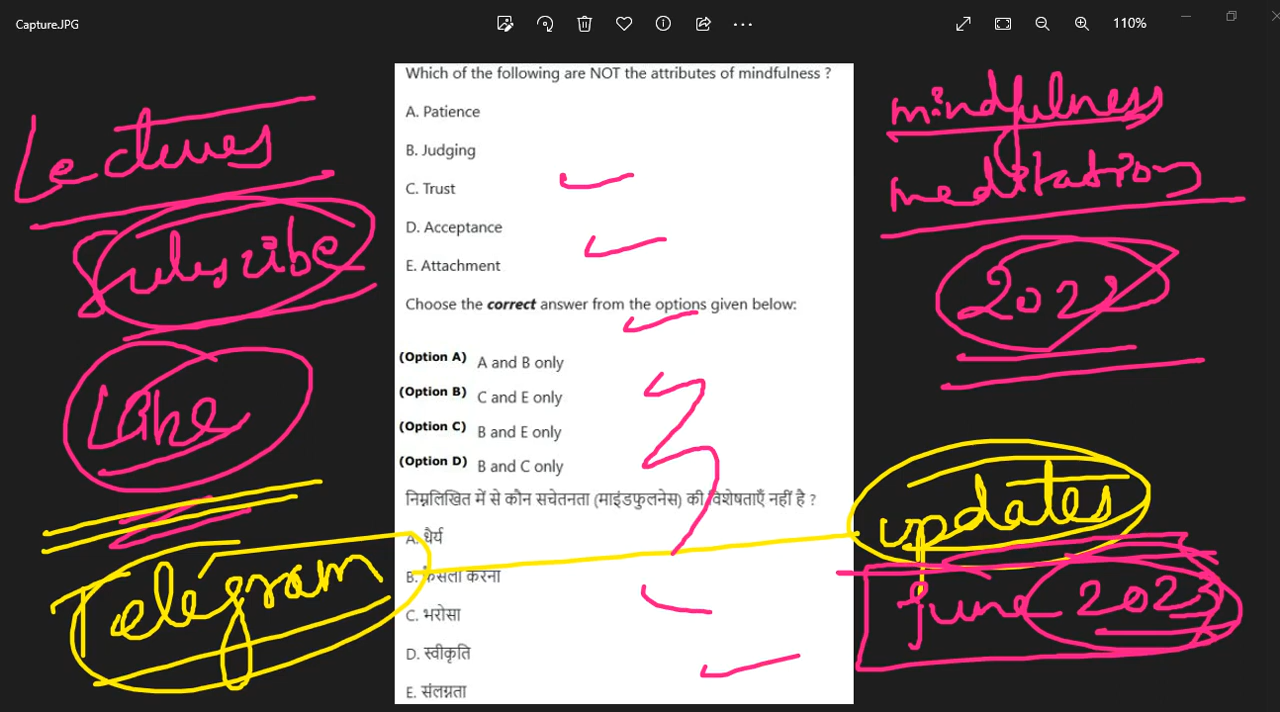 Capture.JPG
110%
Which of the following are NOT the attributes of mindfulness ?
A. Patience
B. Judging
C. Trust
D. Acceptance
E. Attachment
Choose the correct answer from the options given below:
(Option A) A and B only
(Option B) C and E only
(Option C) B and E only
(Option D) B and C only
निम्नलिखित में से कौन सचेतनता (माइंडफुलनेस) की विशेषताएँ नहीं है ?
A. धैर्य
B. फैसला करना
C. भरोसा
D. स्वीकृति
E. संलग्नता
Lectures
Subscribe
Like
Telegram
mindfulness
meditation
2022
updates
June 2023